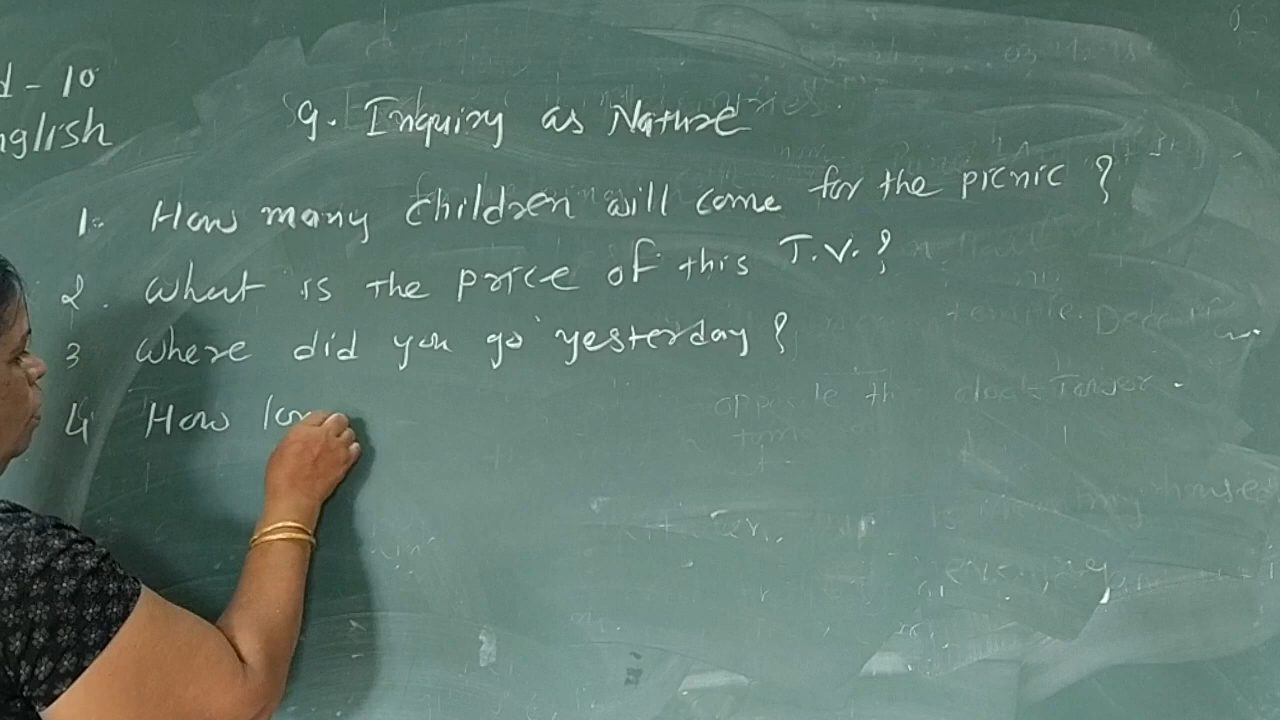 d - 10
nglish
9. Inquiry as Nature
1. How many children will come for the picnic ?
2. What is the price of this T.V. ?
3 Where did you go yesterday ?
4 How lon